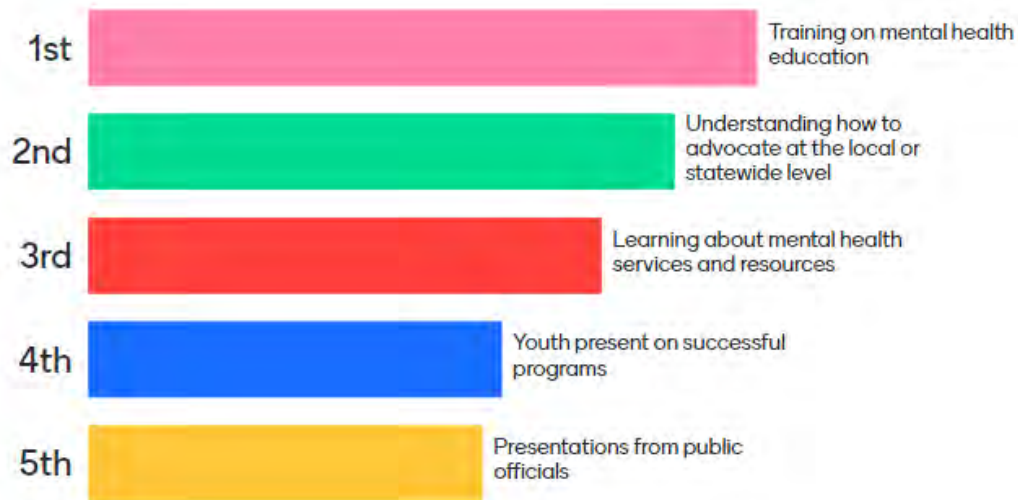 1st
Training on mental health
education
2nd
Understanding how to
advocate at the local or
statewide level
3rd
Learning about mental health
services and resources
4th
Youth present on successful
programs
5th
Presentations from public
officials